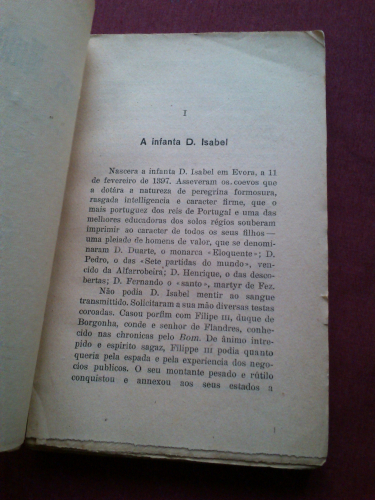 I
A infanta D. Isabel
Nascera a infanta D. Isabel em Evora, a 11
de fevereiro de 1397. Asseveram os coevos que
a dotára a natureza de peregrina formosura,
rasgada intelligencia e caracter firme, que o
mais portuguez dos reis de Portugal e uma das
melhores educadoras dos solos régios souberam
imprimir ao caracter de todos os seus filhos —
uma pleiade de homens de valor, que se denomi-
naram D. Duarte, o monarca «Eloquente»; D.
Pedro, o das «Sete partidas do mundo», ven-
cido da Alfarrobeira; D. Henrique, o das desco-
bertas; D. Fernando o «santo», martyr de Fez.
Não podia D. Isabel mentir ao sangue
transmittido. Solicitaram a sua mão diversas testas
coroadas. Casou porfim com Filipe III, duque de
Borgonha, conde e senhor de Flandres, conhe-
cido nas chronicas pelo Bom. De ânimo intre-
pido e espirito sagaz, Filippe III podia quanto
queria pela espada e pela experiencia dos nego-
cios publicos. O seu montante pesado e rútilo
conquistou e annexou aos seus estados a
1